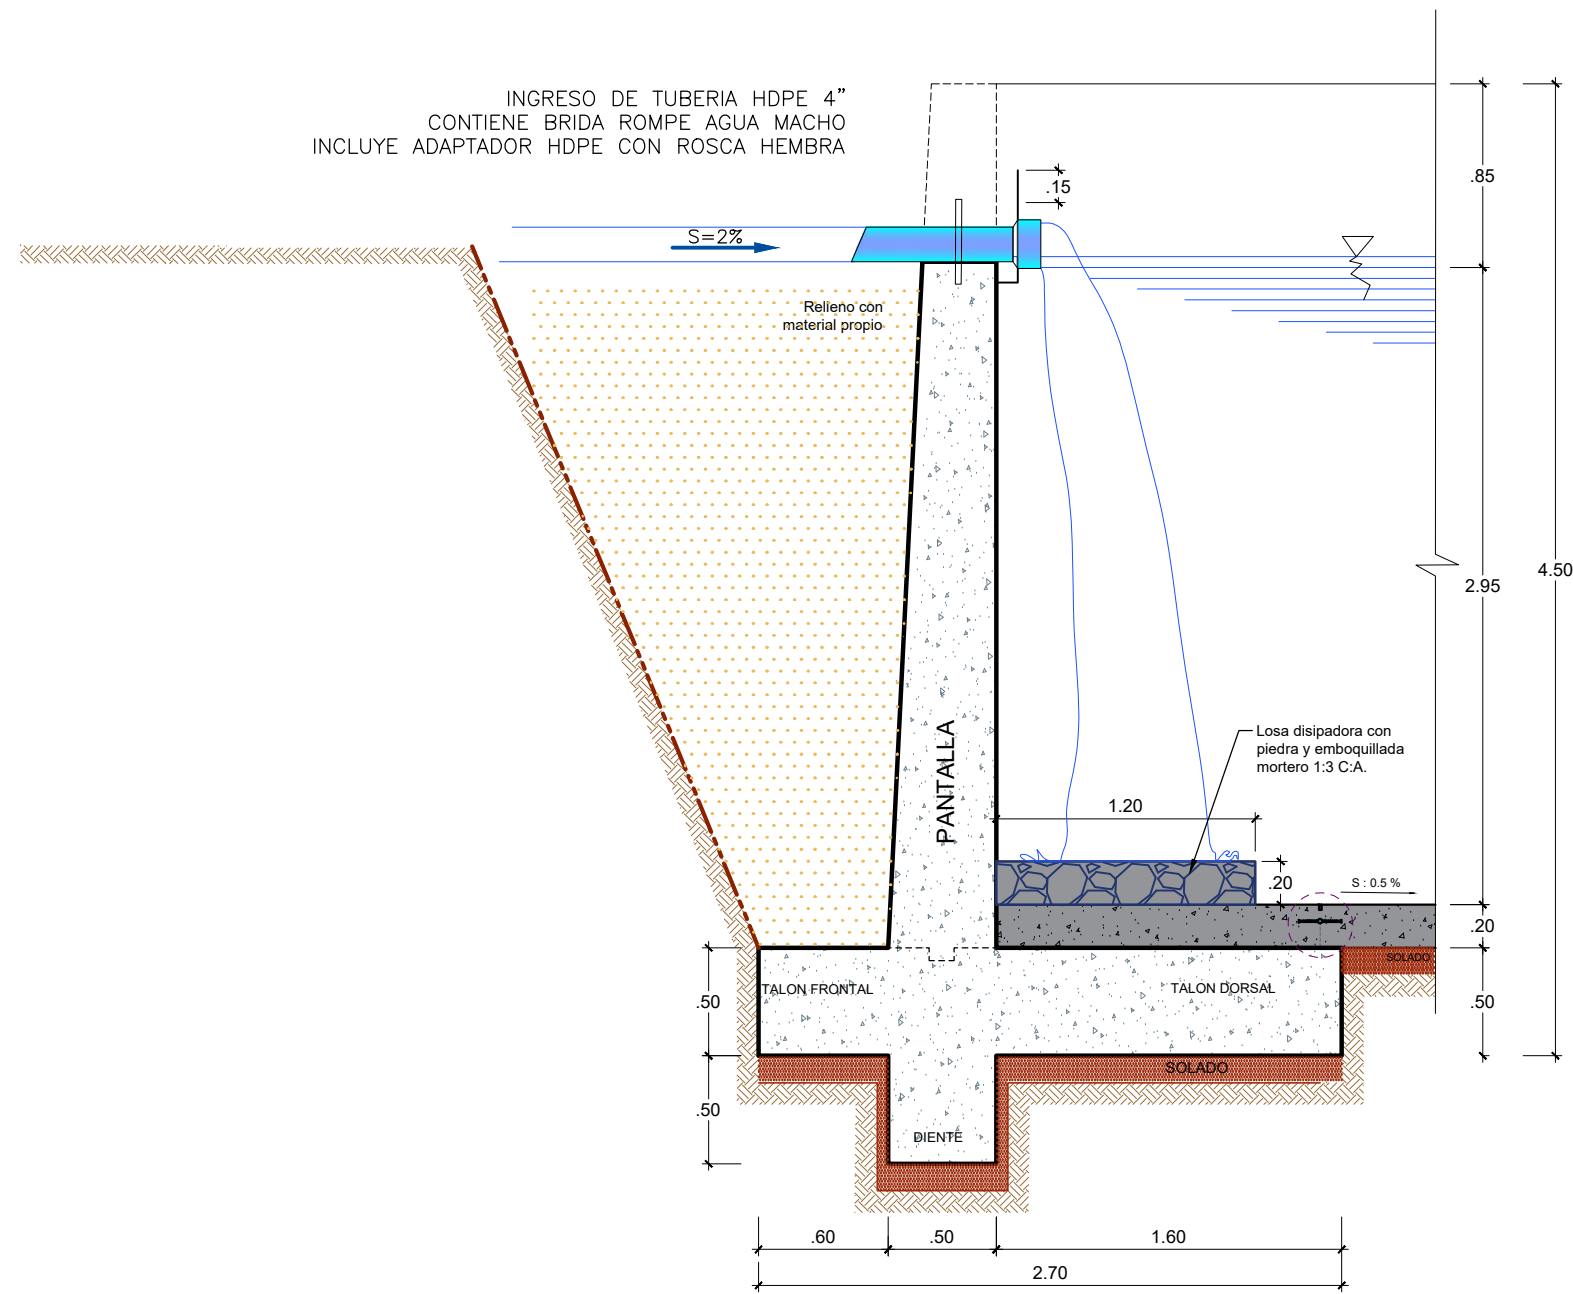 INGRESO DE TUBERIA HDPE 4"
CONTIENE BRIDA ROMPE AGUA MACHO
INCLUYE ADAPTADOR HDPE CON ROSCA HEMBRA
.85
.15
S=2%
Relleno con
material propio
4.50
2.95
PANTALLA
Losa disipadora con
piedra y emboquillada
mortero 1:3 C:A.
1.20
.20
S : 0.5 %
.20
SOLADO
TALON FRONTAL
TALON DORSAL
.50
.50
SOLADO
.50
DIENTE
.60
.50
1.60
2.70